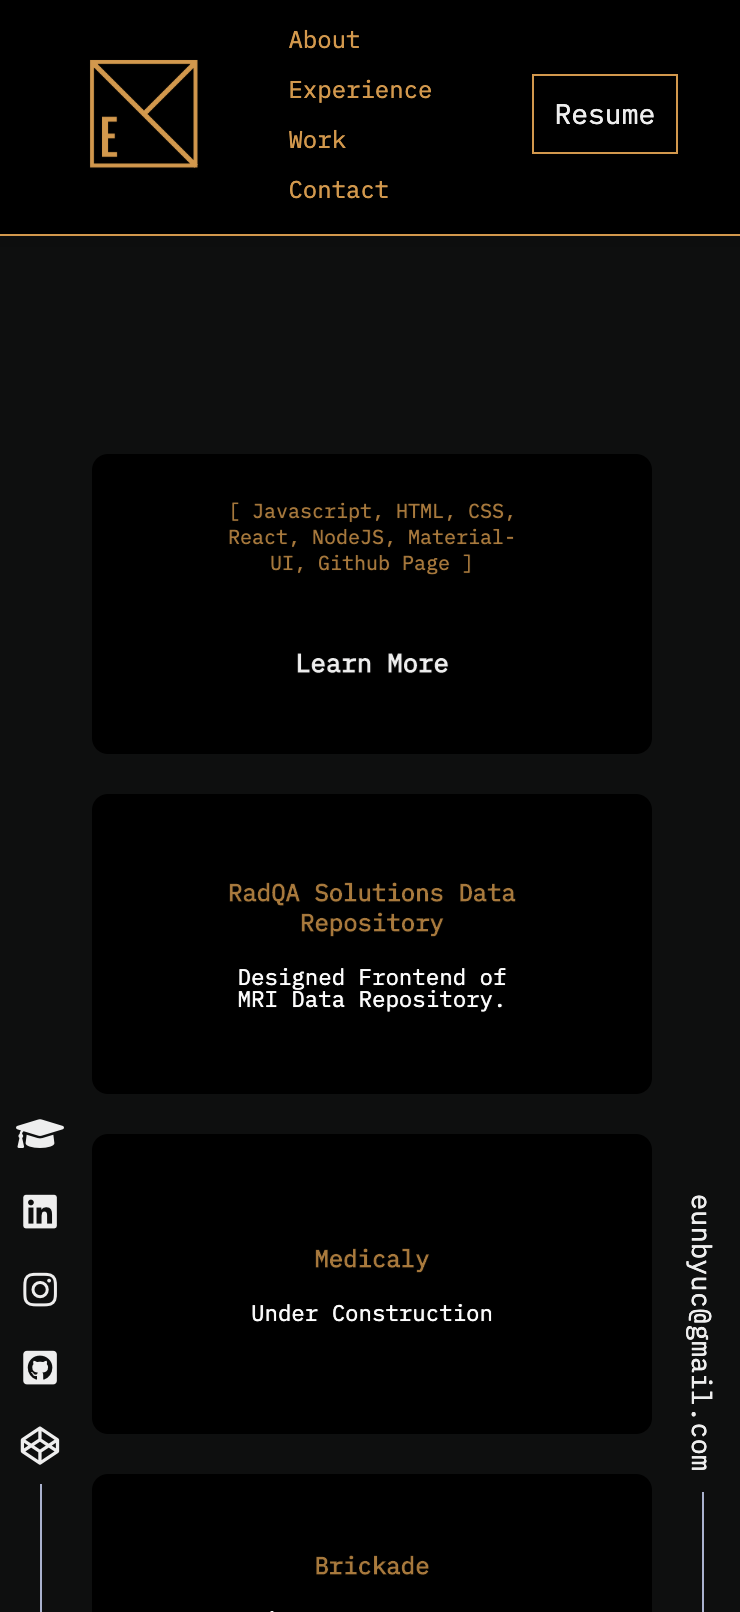 E
About
Experience
Work
Contact
Resume
[ Javascript, HTML, CSS,
React, NodeJS, Material-
UI, Github Page ]
Learn More
RadQA Solutions Data
Repository
Designed Frontend of
MRI Data Repository.
Medicaly
Under Construction
in
eunbyuc@gmail.com
Brickade